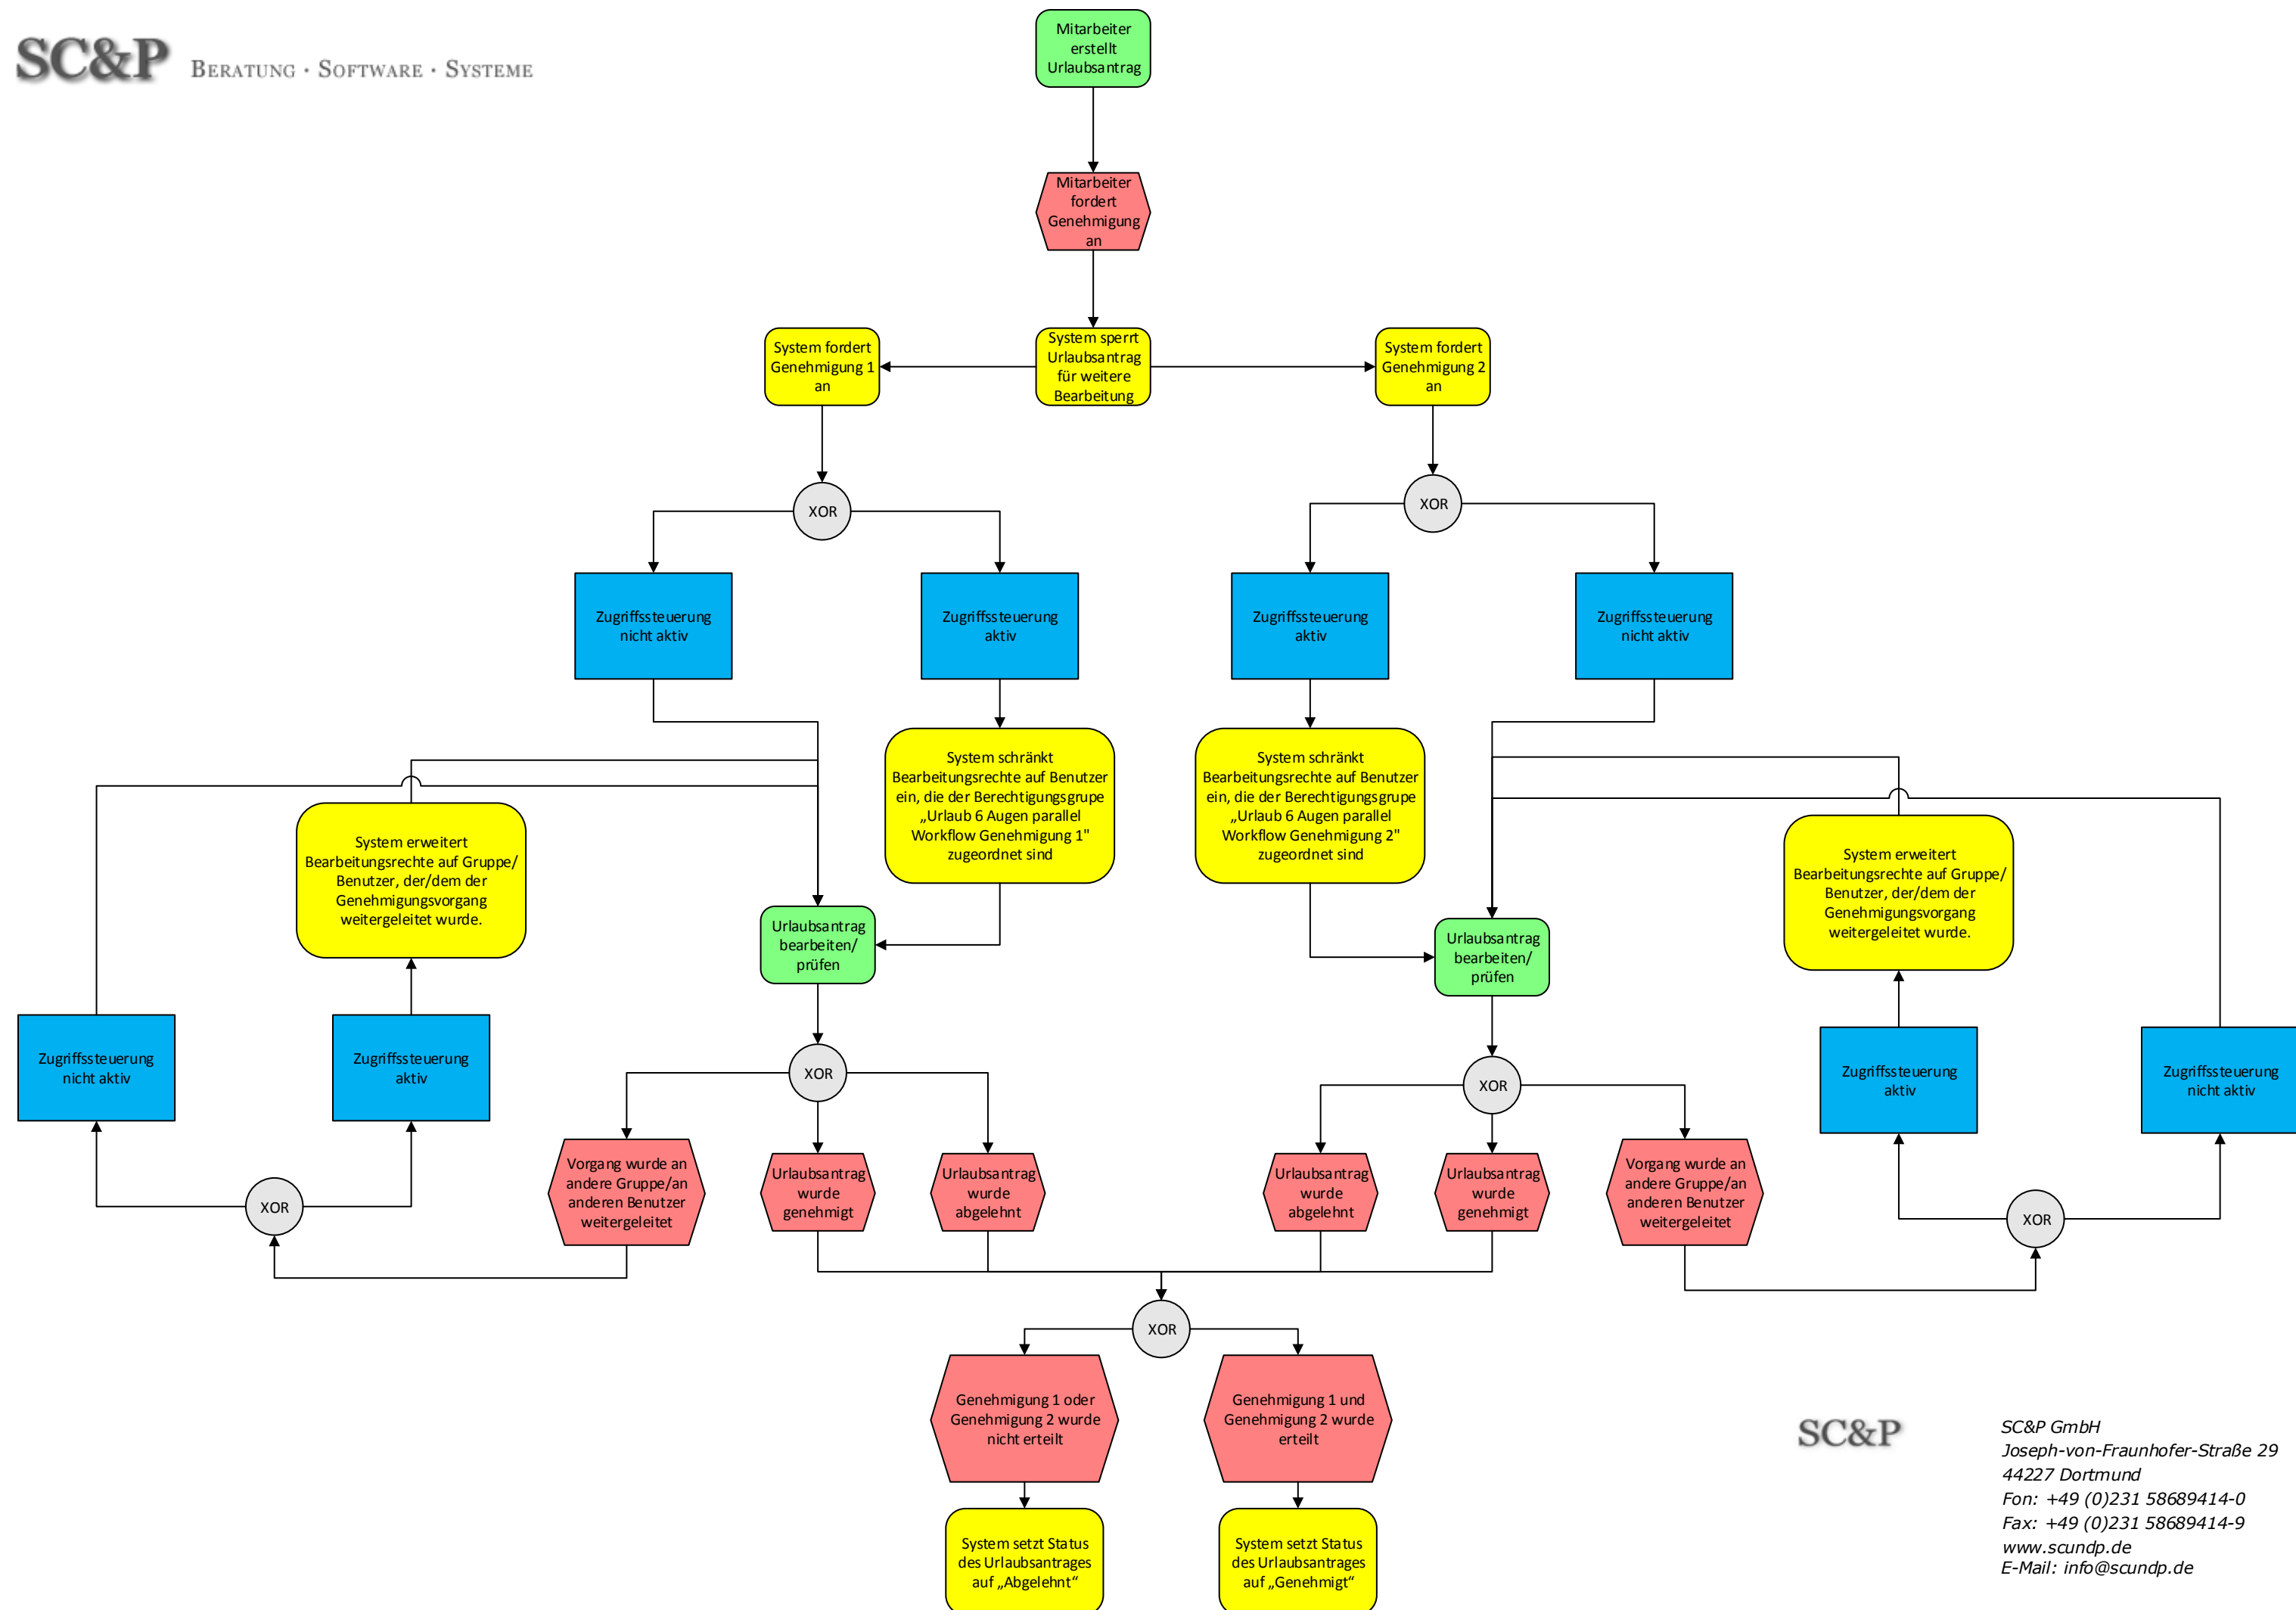 SC&P BERATUNG · SOFTWARE · SYSTEME
Mitarbeiter
erstellt
Urlaubsantrag
Mitarbeiter
fordert
Genehmigung
an
System fordert
Genehmigung 1
an
System sperrt
Urlaubsantrag
für weitere
Bearbeitung
System fordert
Genehmigung 2
an
XOR
XOR
Zugriffssteuerung
nicht aktiv
Zugriffssteuerung
aktiv
Zugriffssteuerung
aktiv
Zugriffssteuerung
nicht aktiv
System schränkt
Bearbeitungsrechte auf Benutzer
ein, die der Berechtigungsgrupe
„Urlaub 6 Augen parallel
Workflow Genehmigung 1"
zugeordnet sind
System schränkt
Bearbeitungsrechte auf Benutzer
ein, die der Berechtigungsgrupe
„Urlaub 6 Augen parallel
Workflow Genehmigung 2"
zugeordnet sind
System erweitert
Bearbeitungsrechte auf Gruppe/
Benutzer, der/dem der
Genehmigungsvorgang
weitergeleitet wurde.
System erweitert
Bearbeitungsrechte auf Gruppe/
Benutzer, der/dem der
Genehmigungsvorgang
weitergeleitet wurde.
Urlaubsantrag
bearbeiten/
prüfen
Urlaubsantrag
bearbeiten/
prüfen
Zugriffssteuerung
nicht aktiv
Zugriffssteuerung
aktiv
XOR
XOR
Zugriffssteuerung
aktiv
Zugriffssteuerung
nicht aktiv
XOR
Vorgang wurde an
andere Gruppe/an
anderen Benutzer
weitergeleitet
Urlaubsantrag
wurde
genehmigt
Urlaubsantrag
wurde
abgelehnt
Urlaubsantrag
wurde
abgelehnt
Urlaubsantrag
wurde
genehmigt
Vorgang wurde an
andere Gruppe/an
anderen Benutzer
weitergeleitet
XOR
XOR
Genehmigung 1 oder
Genehmigung 2 wurde
nicht erteilt
Genehmigung 1 und
Genehmigung 2 wurde
erteilt
System setzt Status
des Urlaubsantrages
auf „Abgelehnt“
System setzt Status
des Urlaubsantrages
auf „Genehmigt“
SC&P
SC&P GmbH
Joseph-von-Fraunhofer-Straße 29
44227 Dortmund
Fon: +49 (0)231 58689414-0
Fax: +49 (0)231 58689414-9
www.scundp.de
E-Mail: info@scundp.de